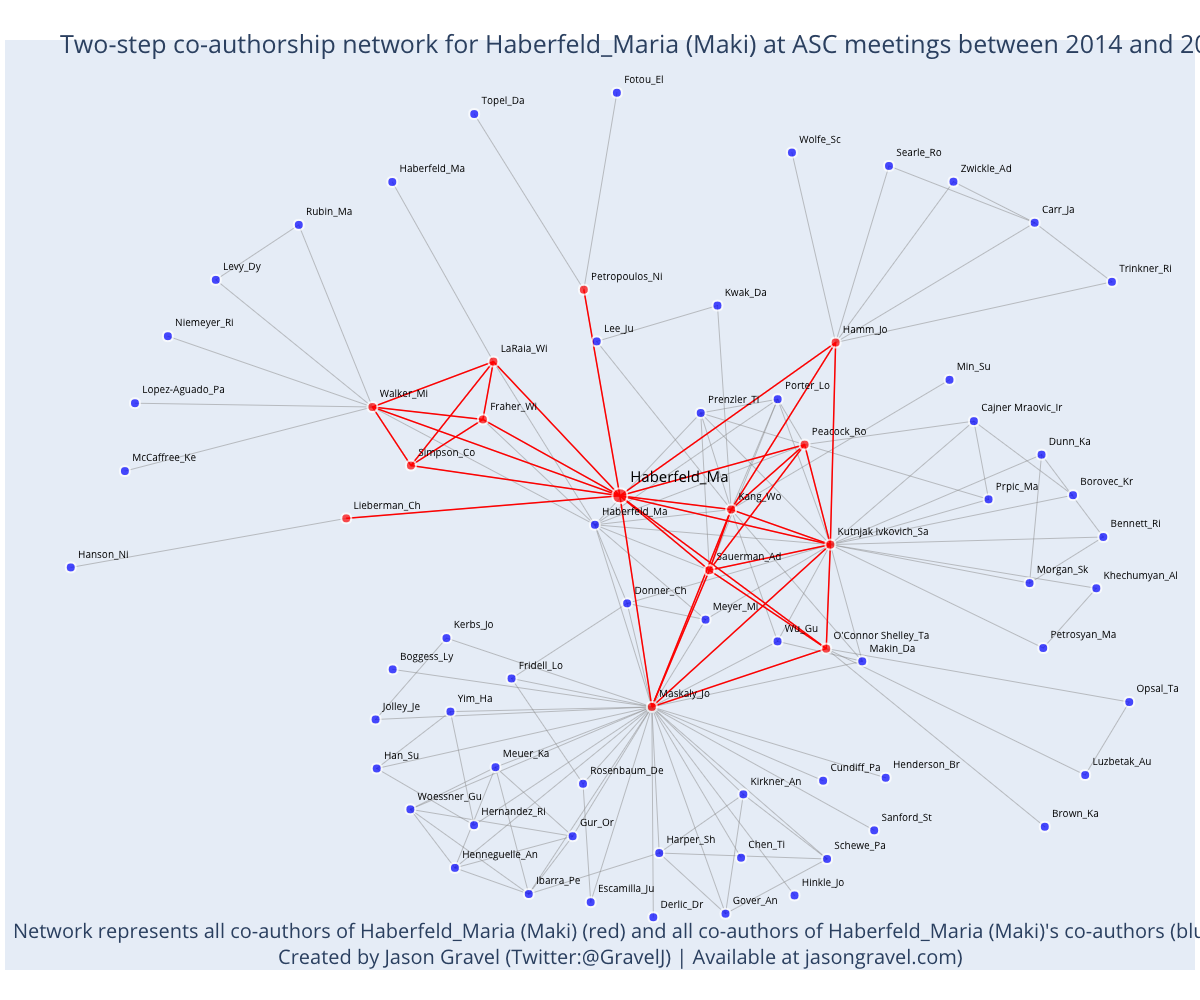 Two-step co-authorship network for Haberfeld_Maria (Maki) at ASC meetings between 2014 and 20
Fotou_El
Topel_Da
Wolfe_Sc
Searle_Ro
Haberfeld_Ma
Zwickle_Ad
Rubin_Ma
Carr_Ja
Levy_Dy
Trinkner_Ri
Petropoulos_Ni
Kwak_Da
Niemeyer_Ri
Lee_Ju
Hamm_Jo
LaRaia_Wi
Min_Su
Lopez-Aguado_Pa
Walker_Mi
Porter_Lo
Prenzler_Ti
Fraher_Wi
Cajner Mraovic_Ir
Peacock_Ro
Dunn_Ka
McCaffree_Ke
Simpson_Co
Haberfeld_Ma
Borovec_Kr
Prpic_Ma
Kang_Wo
Lieberman_Ch
Haberfeld_Ma
Bennett_Ri
Kutnjak Ivkovich_Sa
Hanson_Ni
Sauerman_Ad
Morgan_Sk
Khechumyan_Al
Donner_Ch
Meyer_Mi
Kerbs_Jo
Wu_Gu
O'Connor Shelley_Ta
Petrosyan_Ma
Makin_Da
Boggess_Ly
Fridell_Lo
Opsal_Ta
Maskaly_Jo
Yim_Ha
Jolley_Je
Han_Su
Meuer_Ka
Luzbetak_Au
Rosenbaum_De
Cundiff_Pa
Henderson_Br
Kirkner_An
Woessner_Gu
Hernandez_Ri
Brown_Ka
Sanford_St
Gur_Or
Harper_Sh
Chen_Ti
Schewe_Pa
Henneguelle_An
Ibarra_Pe
Hinkle_Jo
Escamilla_Ju
Gover_An
Derlic_Dr
Network represents all co-authors of Haberfeld_Maria (Maki) (red) and all co-authors of Haberfeld_Maria (Maki)'s co-authors (blu
Created by Jason Gravel (Twitter:@GravelJ) | Available at jasongravel.com)